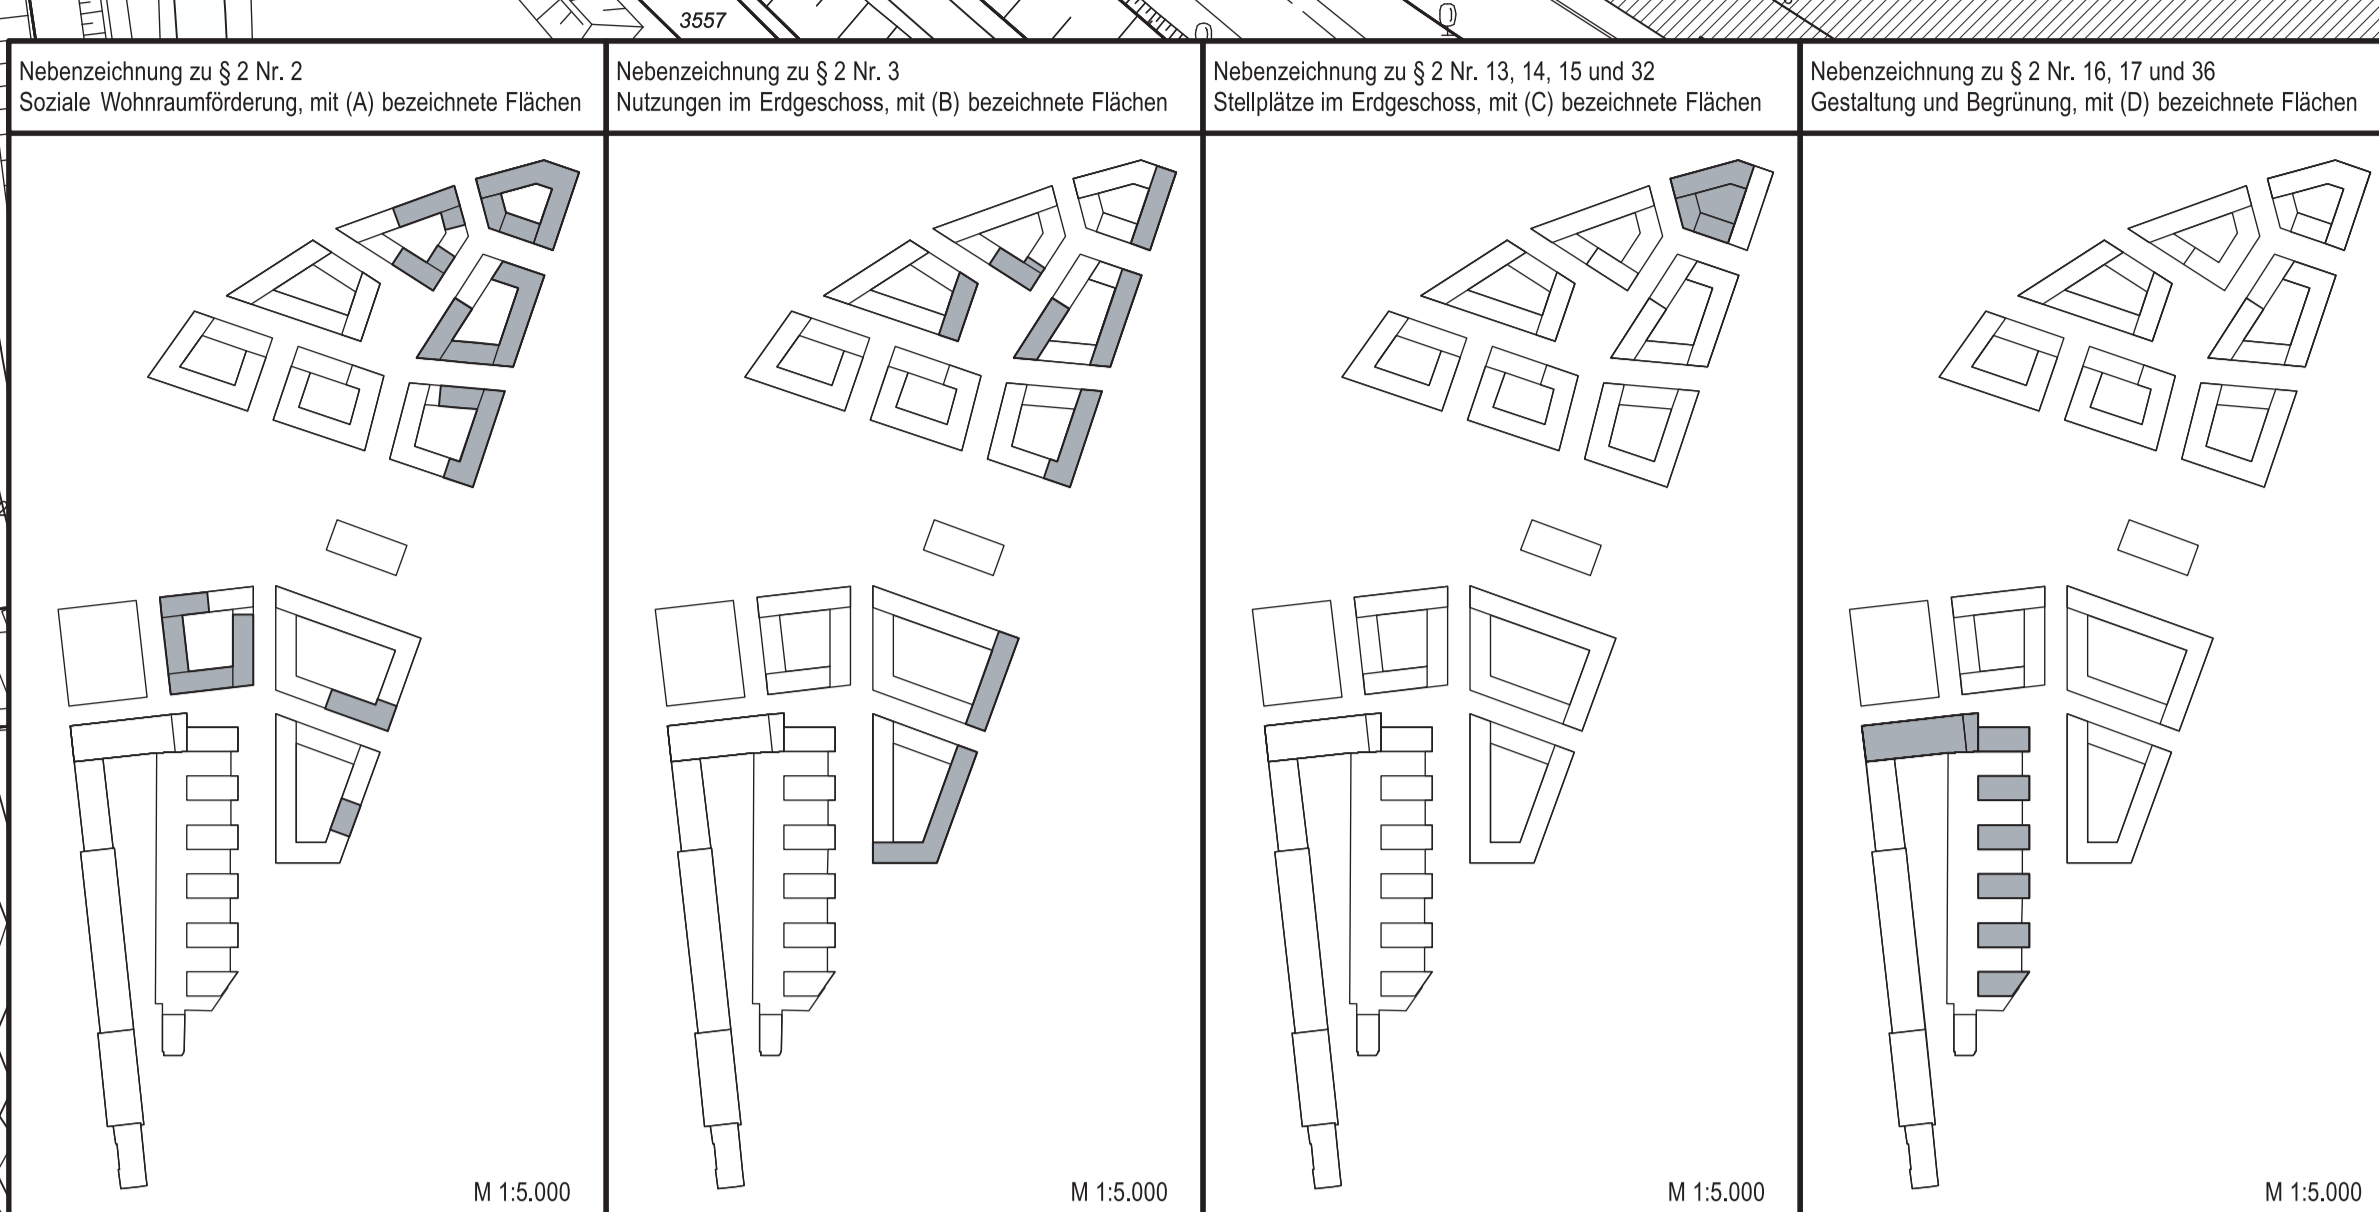 3557
Nebenzeichnung zu § 2 Nr. 2
Soziale Wohnraumförderung, mit (A) bezeichnete Flächen
Nebenzeichnung zu § 2 Nr. 3
Nutzungen im Erdgeschoss, mit (B) bezeichnete Flächen
Nebenzeichnung zu § 2 Nr. 13, 14, 15 und 32
Stellplätze im Erdgeschoss, mit (C) bezeichnete Flächen
Nebenzeichnung zu § 2 Nr. 16, 17 und 36
Gestaltung und Begrünung, mit (D) bezeichnete Flächen
M 1:5.000
M 1:5.000
M 1:5.000
M 1:5.000